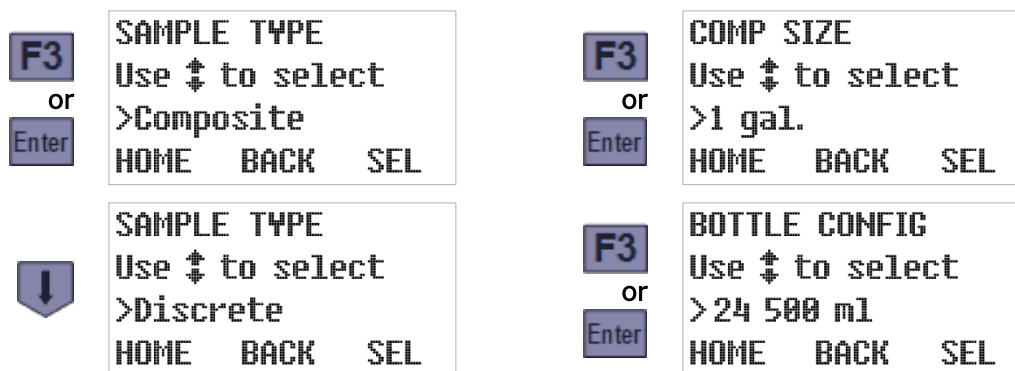 F3
or
Enter
SAMPLE TYPE
Use ↕ to select
>Composite
HOME BACK SEL
F3
or
Enter
COMP SIZE
Use ↕ to select
>1 gal.
HOME BACK SEL
SAMPLE TYPE
Use ↕ to select
>Discrete
HOME BACK SEL
F3
or
Enter
BOTTLE CONFIG
Use ↕ to select
>24 500 ml
HOME BACK SEL